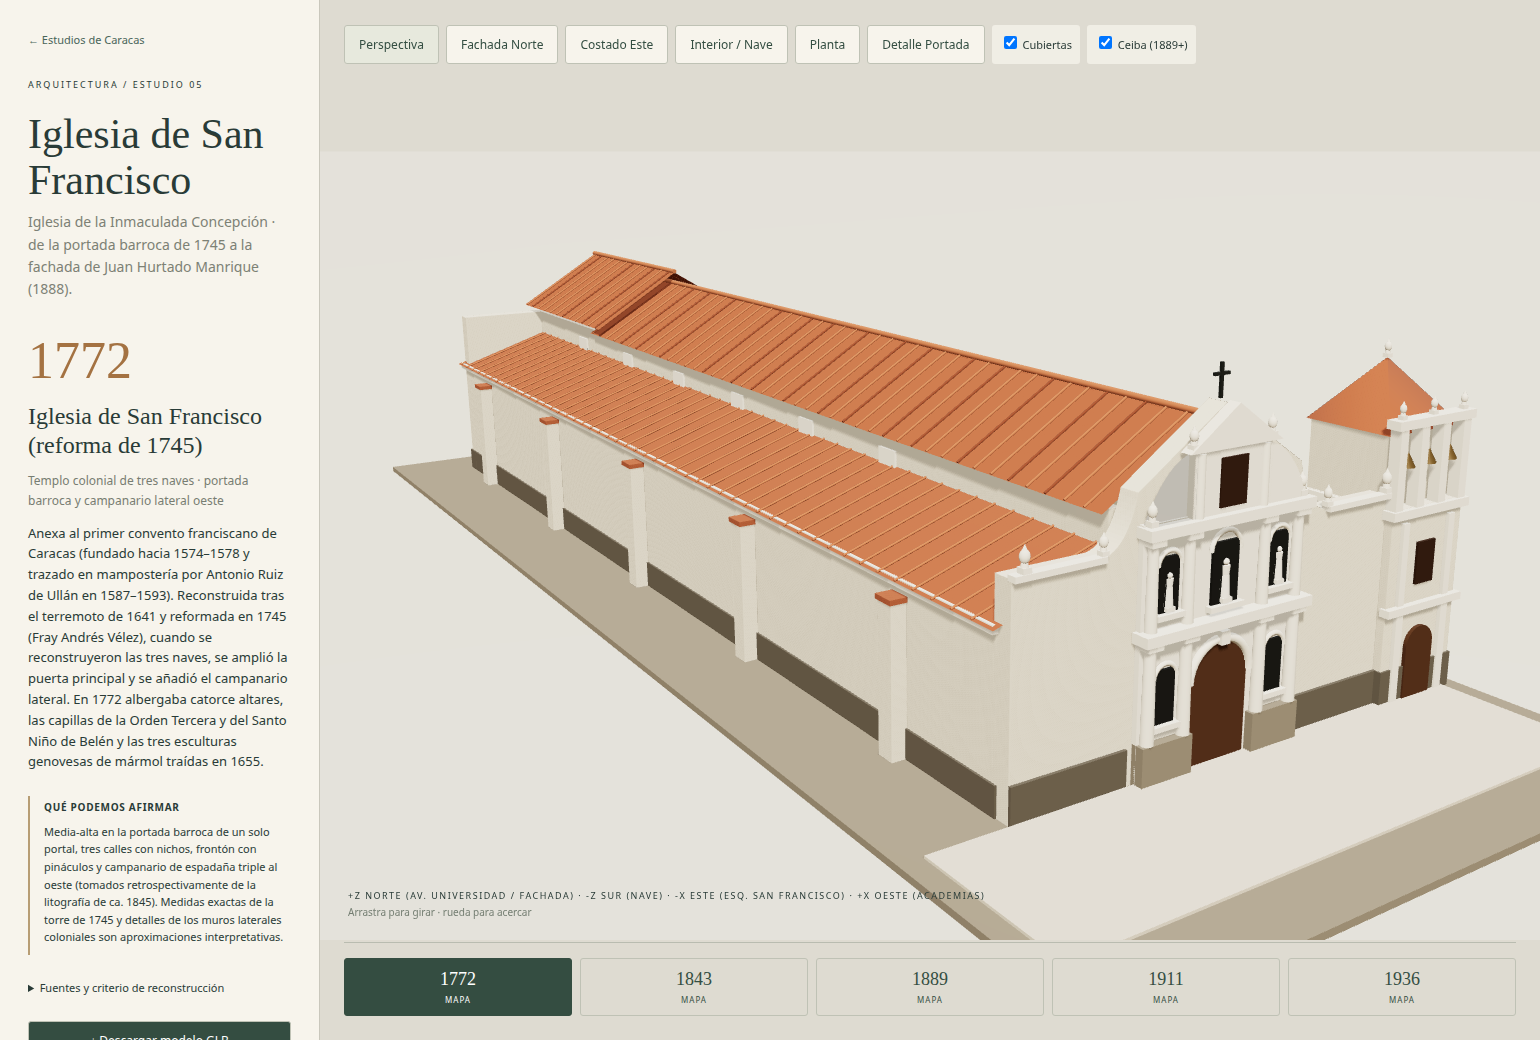 ← Estudios de Caracas
ARQUITECTURA / ESTUDIO 05
Iglesia de San
Francisco
Iglesia de la Inmaculada Concepción ·
de la portada barroca de 1745 a la
fachada de Juan Hurtado Manrique
(1888).
1772
Iglesia de San Francisco
(reforma de 1745)
Templo colonial de tres naves · portada
barroca y campanario lateral oeste
Anexa al primer convento franciscano de
Caracas (fundado hacia 1574–1578 y
trazado en mampostería por Antonio Ruiz
de Ullán en 1587–1593). Reconstruida tras
el terremoto de 1641 y reformada en 1745
(Fray Andrés Vélez), cuando se
reconstruyeron las tres naves, se amplió la
puerta principal y se añadió el campanario
lateral. En 1772 albergaba catorce altares,
las capillas de la Orden Tercera y del Santo
Niño de Belén y las tres esculturas
genovesas de mármol traídas en 1655.
QUÉ PODEMOS AFIRMAR
Media-alta en la portada barroca de un solo
portal, tres calles con nichos, frontón con
pináculos y campanario de espadaña triple al
oeste (tomados retrospectivamente de la
litografía de ca. 1845). Medidas exactas de la
torre de 1745 y detalles de los muros laterales
coloniales son aproximaciones interpretativas.
▶ Fuentes y criterio de reconstrucción
Descargar modelo GLB
Perspectiva
Fachada Norte
Costado Este
Interior / Nave
Planta
Detalle Portada
Cubiertas
Ceiba (1889+)
+Z NORTE (AV. UNIVERSIDAD / FACHADA) · -Z SUR (NAVE) · -X ESTE (ESQ. SAN FRANCISCO) · +X OESTE (ACADEMIAS)
Arrastra para girar · rueda para acercar
1772
MAPA
1843
MAPA
1889
MAPA
1911
MAPA
1936
MAPA